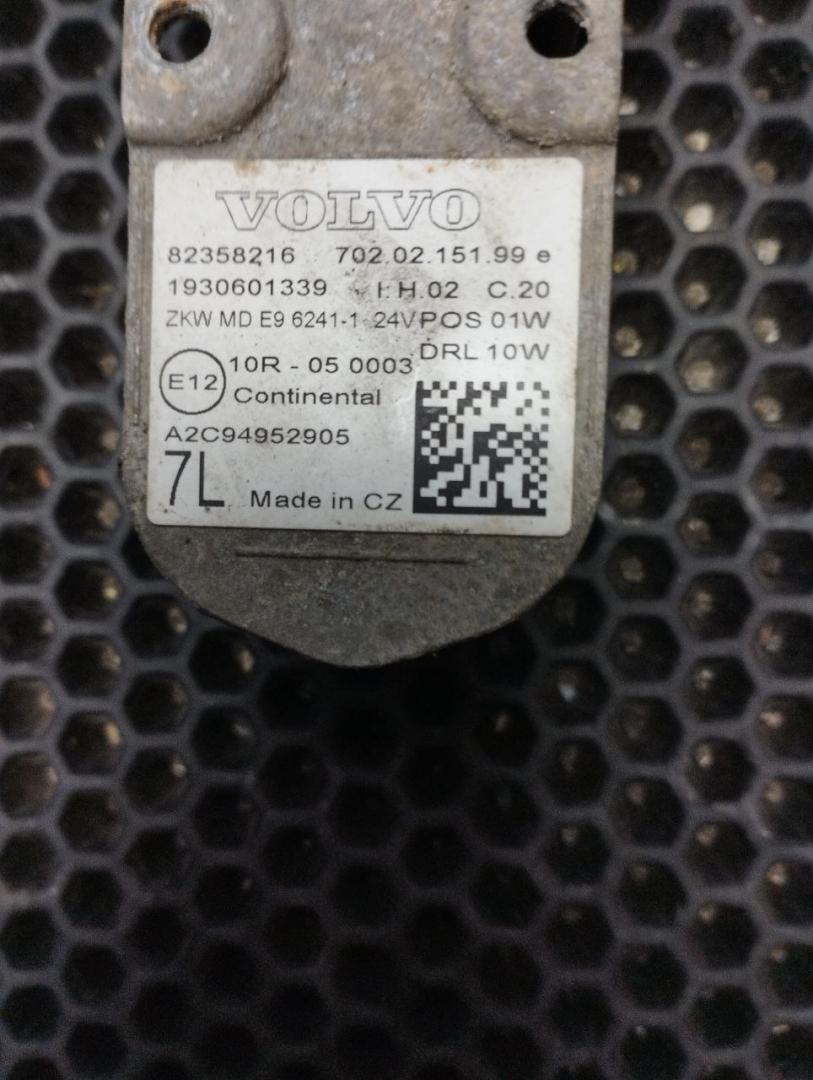 VOLVO
82358216 702.02.151.99 e
1930601339 I: H.02 C.20
ZKW MD E9 6241-1 24V POS 01W
DRL 10W
E12 10R - 05 0003
Continental
A2C94952905
7L Made in CZ